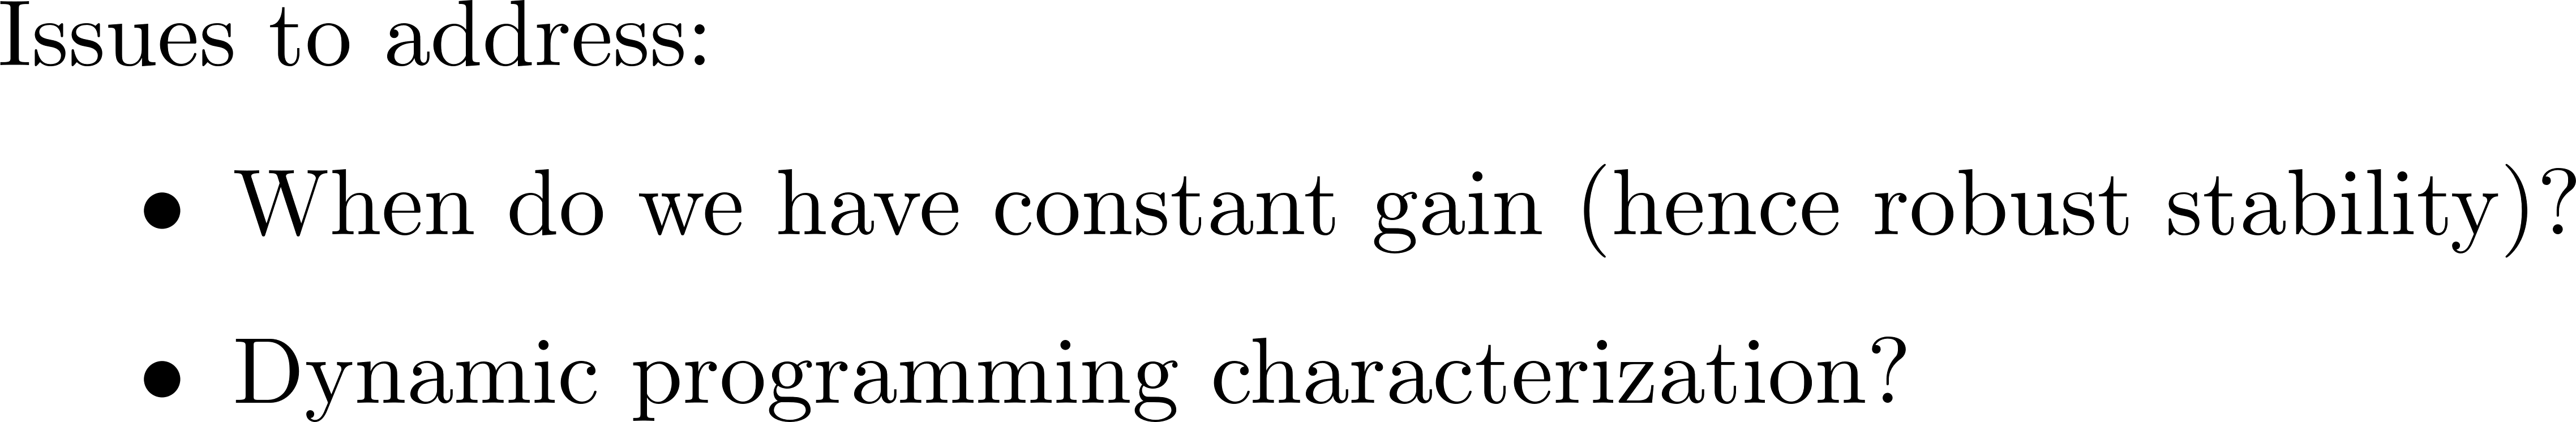 Issues to address:
• When do we have constant gain (hence robust stability)?
• Dynamic programming characterization?